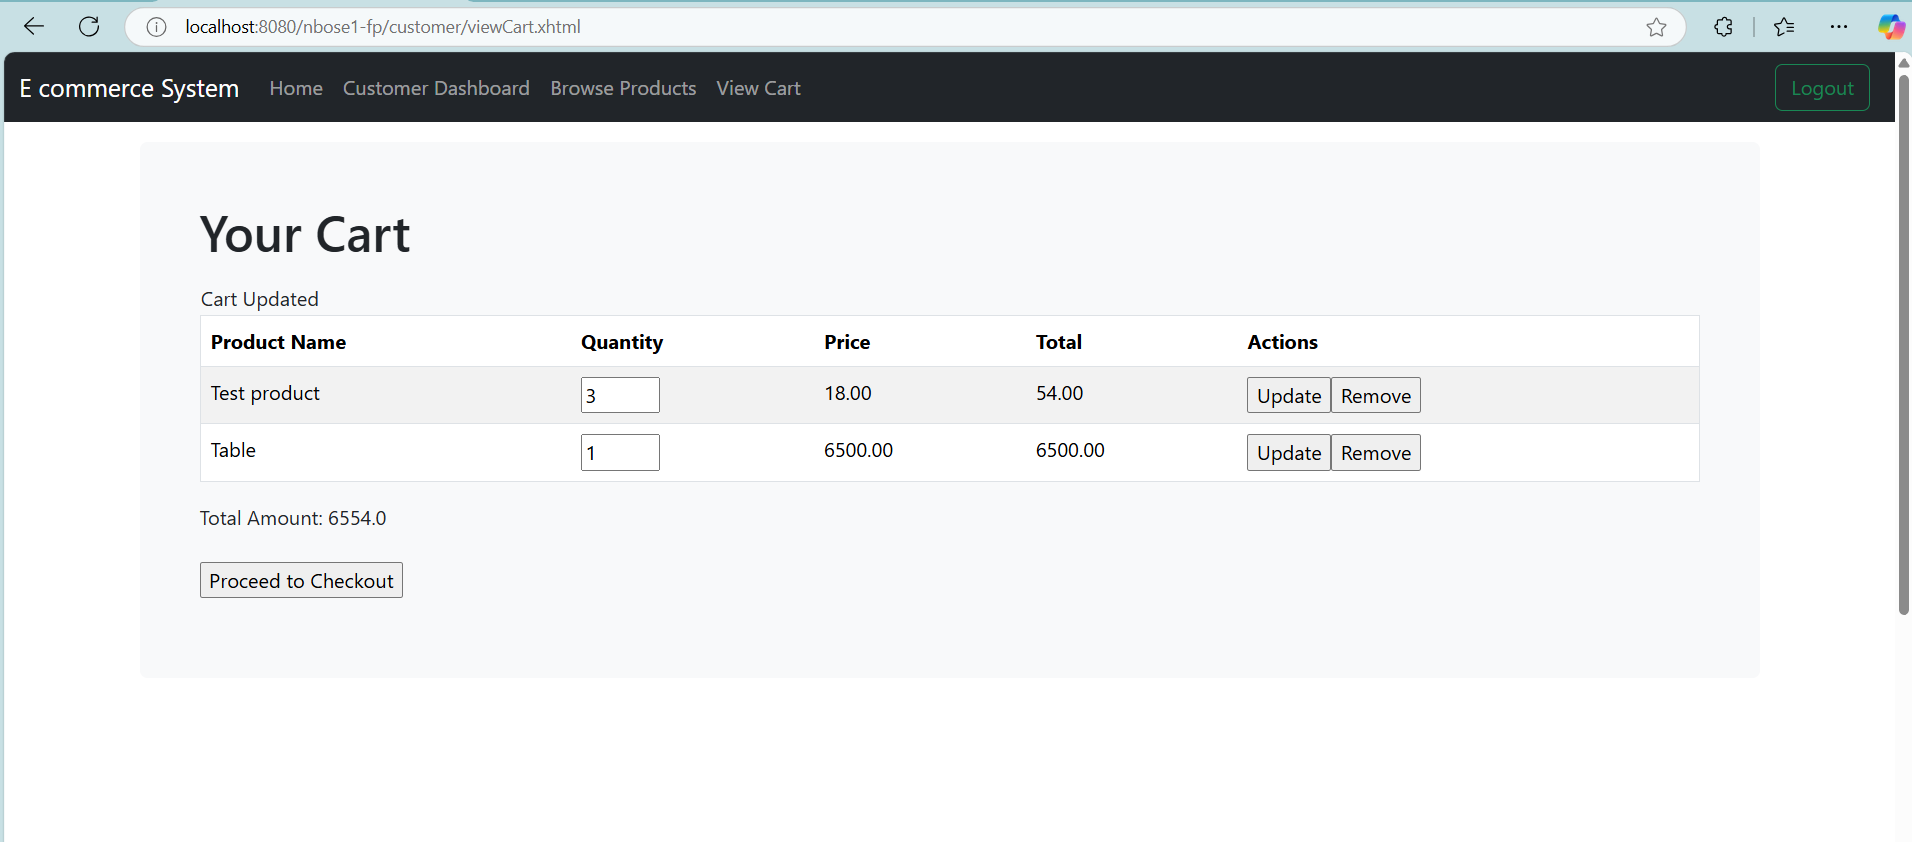 localhost:8080/nbose1-fp/customer/viewCart.xhtml
E commerce System Home Customer Dashboard Browse Products View Cart Logout
Your Cart
Cart Updated
Product Name Quantity Price Total Actions
Test product 3 18.00 54.00 Update Remove
Table 1 6500.00 6500.00 Update Remove
Total Amount: 6554.0
Proceed to Checkout